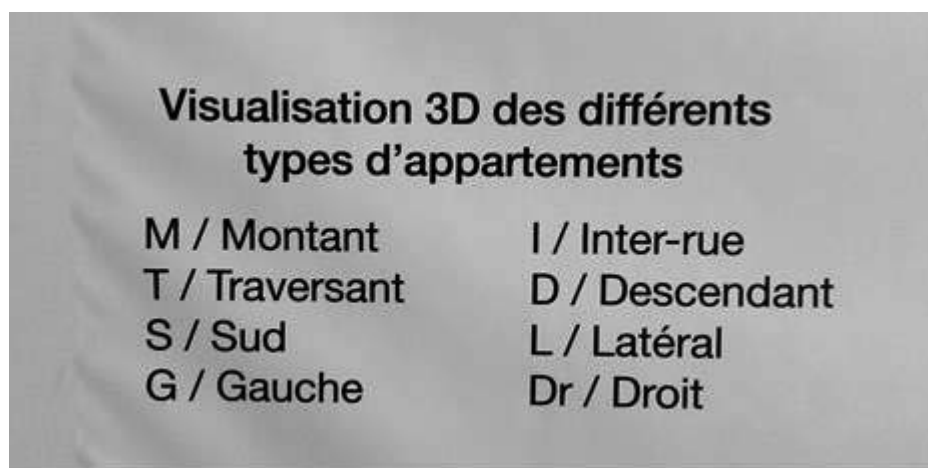 Visualisation 3D des différents
types d'appartements
M / Montant
T / Traversant
S / Sud
G / Gauche
I / Inter-rue
D / Descendant
L / Latéral
Dr / Droit